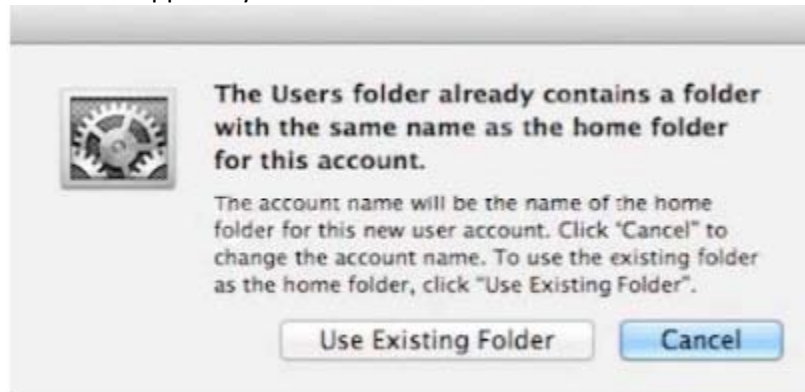 The Users folder already contains a folder
with the same name as the home folder
for this account.
The account name will be the name of the home
folder for this new user account. Click "Cancel" to
change the account name. To use the existing folder
as the home folder, click "Use Existing Folder".
Use Existing Folder
Cancel